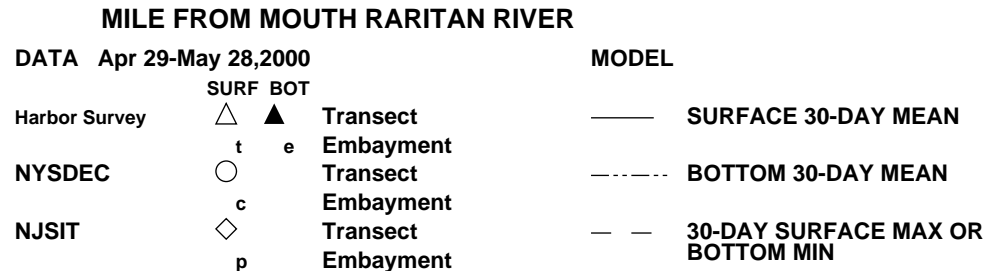 MILE FROM MOUTH RARITAN RIVER
DATA Apr 29-May 28,2000 MODEL
SURF BOT
Harbor Survey Transect SURFACE 30-DAY MEAN
t e Embayment
NYSDEC Transect BOTTOM 30-DAY MEAN
c Embayment
NJSIT Transect 30-DAY SURFACE MAX OR
BOTTOM MIN
p Embayment